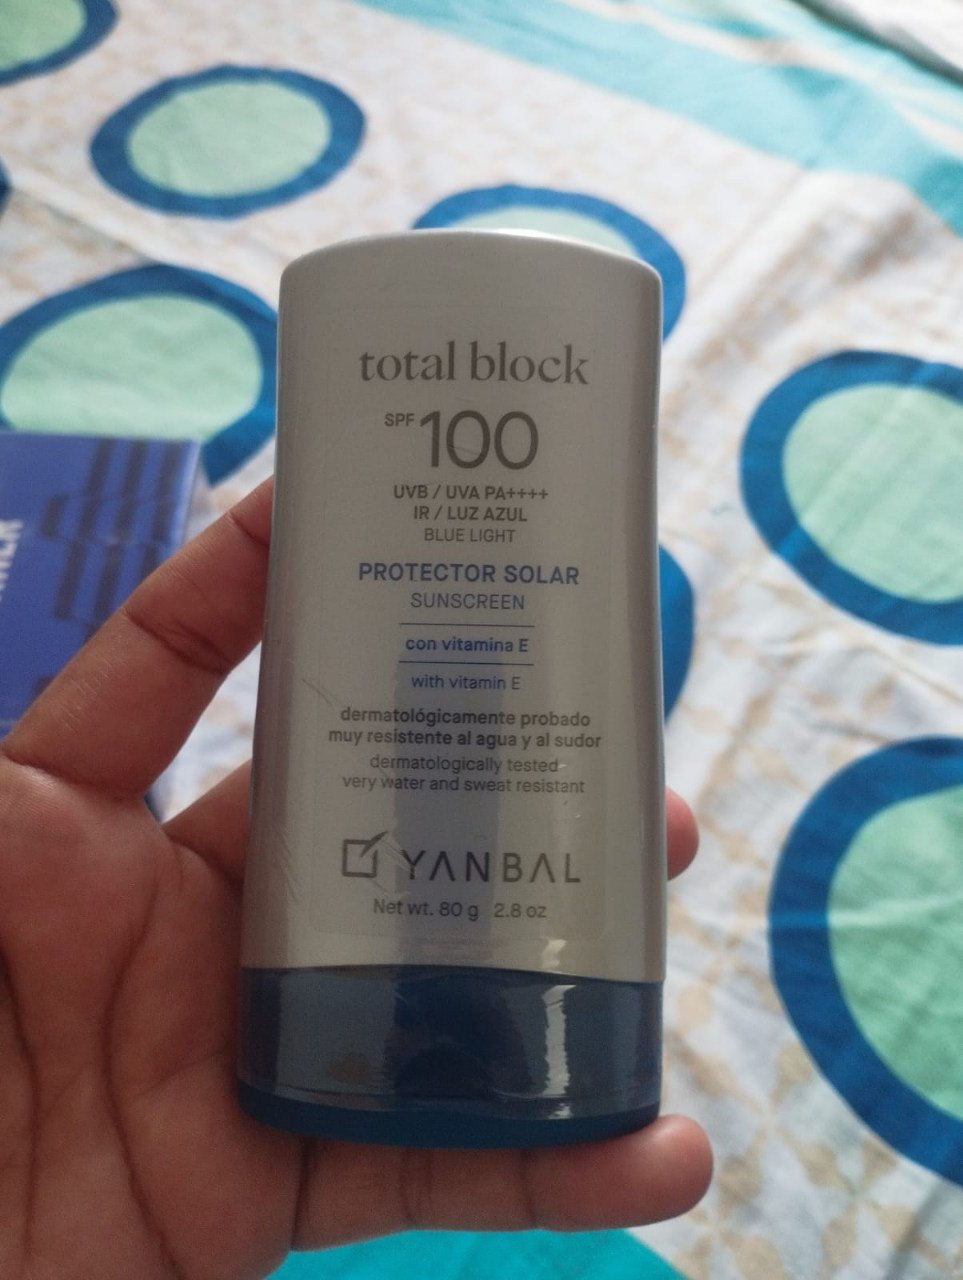 total block
SPF 100
UVB / UVA PA++++
IR / LUZ AZUL
BLUE LIGHT
PROTECTOR SOLAR
SUNSCREEN
con vitamina E
with vitamin E
dermatológicamente probado
muy resistente al agua y al sudor
dermatologically tested
very water and sweat resistant
YANBAL
Net wt. 80 g 2.8 oz